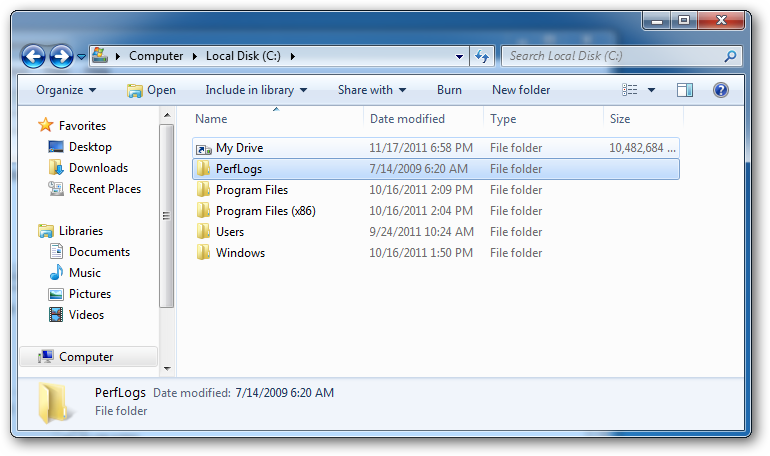 Computer Local Disk (C:) Search Local Disk (C:)
Organize Open Include in library Share with Burn New folder
Name Date modified Type Size
Favorites
Desktop
Downloads
Recent Places
Libraries
Documents
Music
Pictures
Videos
Computer
My Drive 11/17/2011 6:58 PM File folder 10,482,684 ...
PerfLogs 7/14/2009 6:20 AM File folder
Program Files 10/16/2011 2:09 PM File folder
Program Files (x86) 10/16/2011 2:04 PM File folder
Users 9/24/2011 10:24 AM File folder
Windows 10/16/2011 1:50 PM File folder
PerfLogs Date modified: 7/14/2009 6:20 AM
File folder